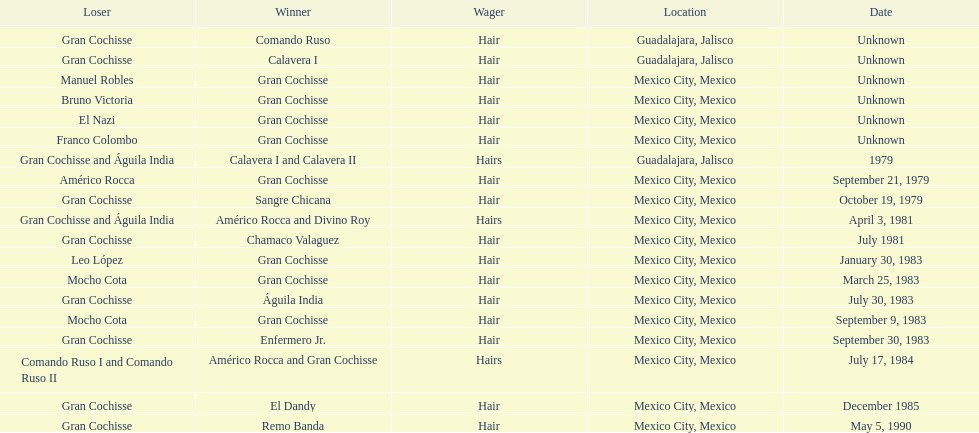 Loser Winner Wager Location Date
Gran Cochisse Comando Ruso Hair Guadalajara, Jalisco Unknown
Gran Cochisse Calavera I Hair Guadalajara, Jalisco Unknown
Manuel Robles Gran Cochisse Hair Mexico City, Mexico Unknown
Bruno Victoria Gran Cochisse Hair Mexico City, Mexico Unknown
El Nazi Gran Cochisse Hair Mexico City, Mexico Unknown
Franco Colombo Gran Cochisse Hair Mexico City, Mexico Unknown
Gran Cochisse and Águila India Calavera I and Calavera II Hairs Guadalajara, Jalisco 1979
Américo Rocca Gran Cochisse Hair Mexico City, Mexico September 21, 1979
Gran Cochisse Sangre Chicana Hair Mexico City, Mexico October 19, 1979
Gran Cochisse and Águila India Américo Rocca and Divino Roy Hairs Mexico City, Mexico April 3, 1981
Gran Cochisse Chamaco Valaguez Hair Mexico City, Mexico July 1981
Leo López Gran Cochisse Hair Mexico City, Mexico January 30, 1983
Mocho Cota Gran Cochisse Hair Mexico City, Mexico March 25, 1983
Gran Cochisse Águila India Hair Mexico City, Mexico July 30, 1983
Mocho Cota Gran Cochisse Hair Mexico City, Mexico September 9, 1983
Gran Cochisse Enfermero Jr. Hair Mexico City, Mexico September 30, 1983
Comando Ruso I and Comando Américo Rocca and Gran Cochisse Hairs Mexico City, Mexico July 17, 1984
Ruso II
Gran Cochisse El Dandy Hair Mexico City, Mexico December 1985
Gran Cochisse Remo Banda Hair Mexico City, Mexico May 5, 1990